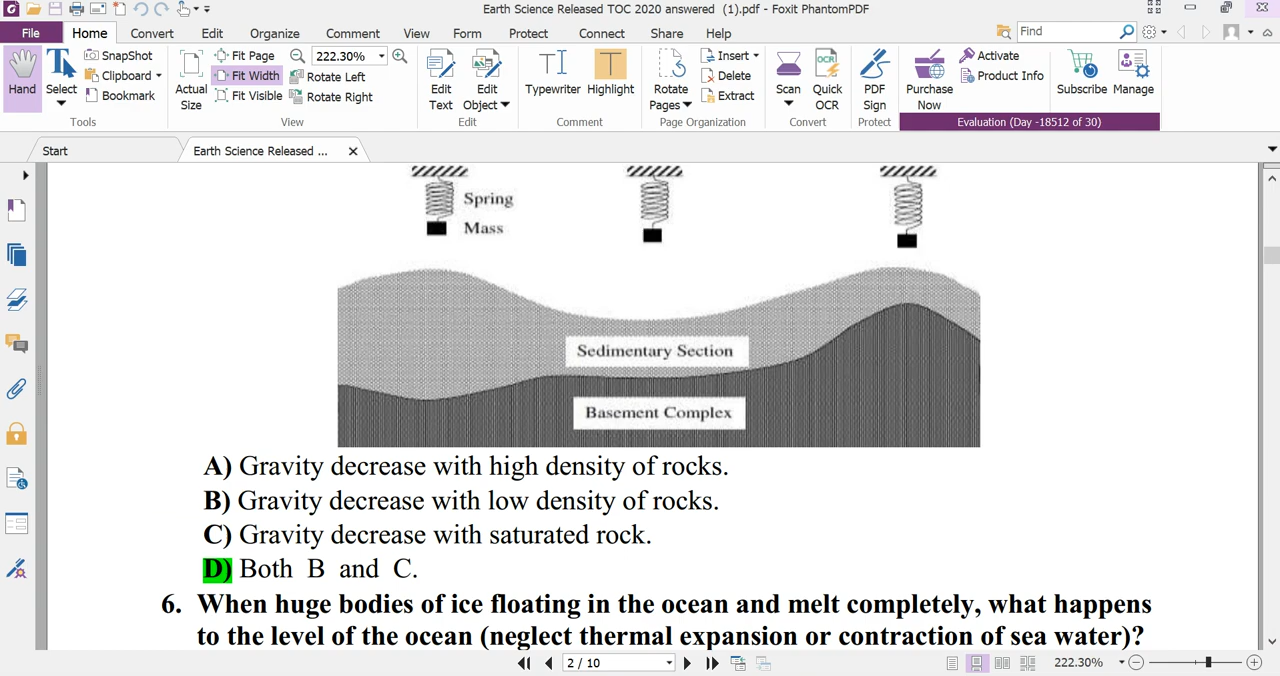 Earth Science Released TOC 2020 answered (1).pdf - Foxit PhantomPDF
File Home Convert Edit Organize Comment View Form Protect Connect Share Help
Find
Hand
Select
SnapShot
Clipboard
Bookmark
Tools
Actual Size
Fit Page
Fit Width
Fit Visible
222.30%
Rotate Left
Rotate Right
View
Edit Text
Edit Object
Edit
Typewriter
Highlight
Comment
Rotate Pages
Insert
Delete
Extract
Page Organization
Scan
Quick OCR
Convert
PDF Sign
Protect
Purchase Now
Activate
Product Info
Subscribe
Manage
Evaluation (Day -18512 of 30)
Start
Earth Science Released ...
Spring
Mass
Sedimentary Section
Basement Complex
A) Gravity decrease with high density of rocks.
B) Gravity decrease with low density of rocks.
C) Gravity decrease with saturated rock.
D) Both B and C.
6. When huge bodies of ice floating in the ocean and melt completely, what happens
to the level of the ocean (neglect thermal expansion or contraction of sea water)?
2 / 10
222.30%